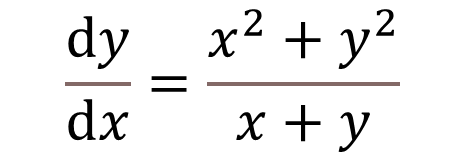 dy/dx = (x² + y²)/(x + y)